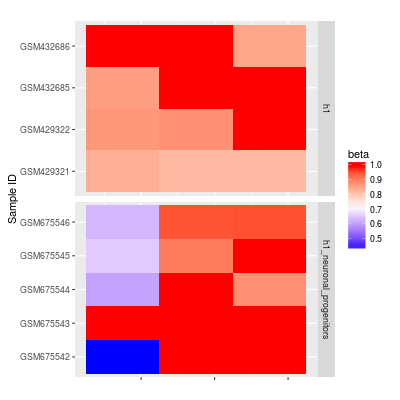 GSM432686
GSM432685
GSM429322
GSM429321
h1
GSM675546
GSM675545
GSM675544
GSM675543
GSM675542
h1_neuronal_progenitors
Sample ID
beta
1.0
0.9
0.8
0.7
0.6
0.5